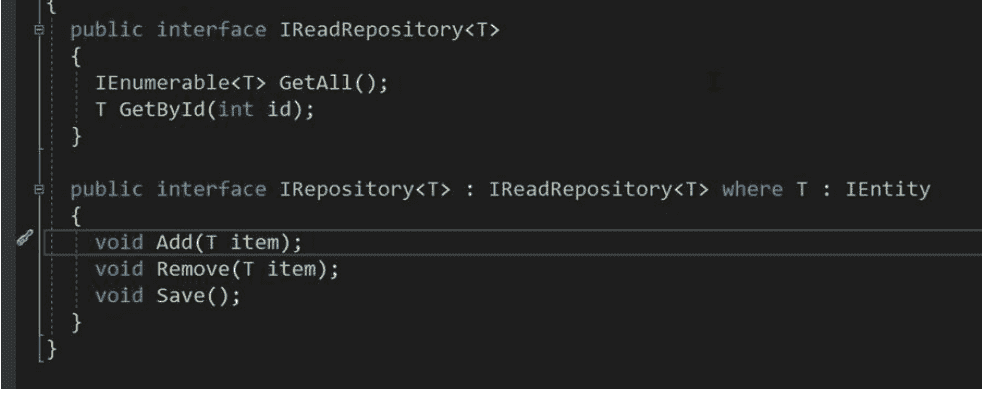 {
public interface IReadRepository<T>
{
IEnumerable<T> GetAll();
T GetById(int id);
}
public interface IRepository<T> : IReadRepository<T> where T : IEntity
{
void Add(T item);
void Remove(T item);
void Save();
}
}